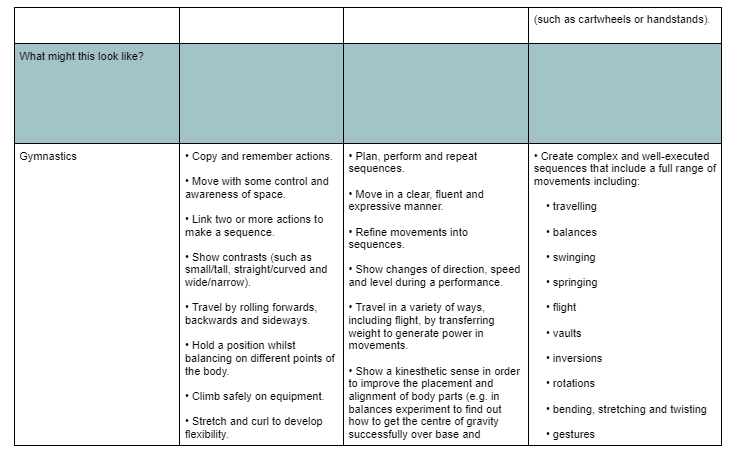 (such as cartwheels or handstands).
What might this look like?
Gymnastics
• Copy and remember actions.
• Move with some control and
awareness of space.
• Link two or more actions to
make a sequence.
• Show contrasts (such as
small/tall, straight/curved and
wide/narrow).
• Travel by rolling forwards,
backwards and sideways.
• Hold a position whilst
balancing on different points of
the body.
• Climb safely on equipment.
• Stretch and curl to develop
flexibility.
• Plan, perform and repeat
sequences.
• Move in a clear, fluent and
expressive manner.
• Refine movements into
sequences.
• Show changes of direction, speed
and level during a performance.
• Travel in a variety of ways,
including flight, by transferring
weight to generate power in
movements.
• Show a kinesthetic sense in order
to improve the placement and
alignment of body parts (e.g. in
balances experiment to find out
how to get the centre of gravity
successfully over base and
• Create complex and well-executed
sequences that include a full range of
movements including:
• travelling
• balances
• swinging
• springing
• flight
• vaults
• inversions
• rotations
• bending, stretching and twisting
• gestures